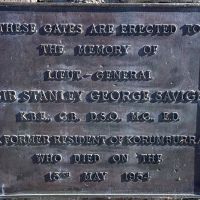 THESE GATES ARE ERECTED TO
THE MEMORY OF
LIEUT.- GENERAL
SIR STANLEY GEORGE SAVIGE
K.B.E., C.B., D.S.O., M.C., E.D.
A FORMER RESIDENT OF KORUMBURRA
WHO DIED ON THE
15TH MAY 1954